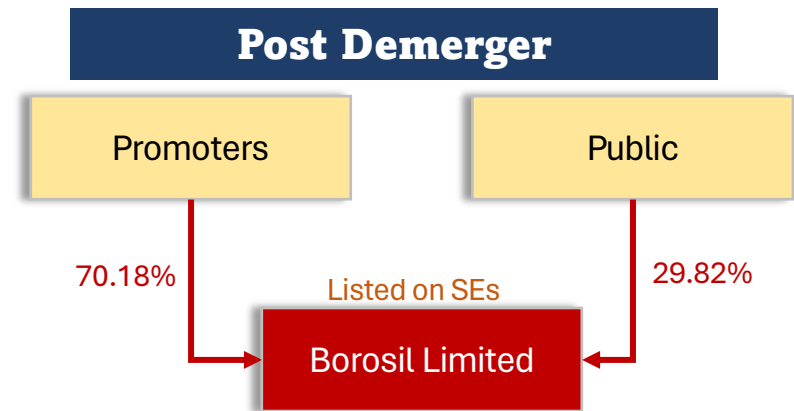 Post Demerger
Promoters
Public
70.18%
29.82%
Listed on SEs
Borosil Limited